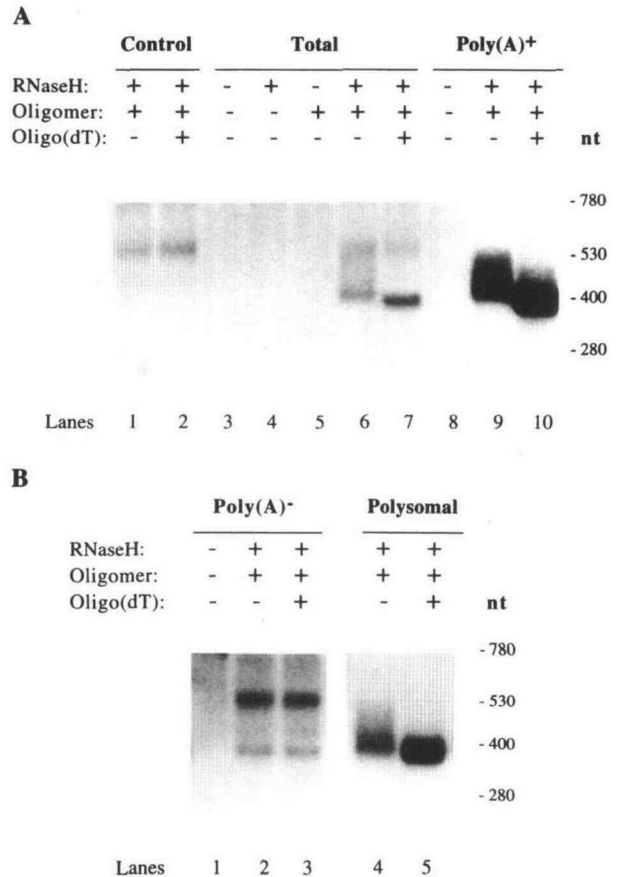 A
Control Total Poly(A)+
RNaseH: + + - + - + + - + +
Oligomer: + + - - + + + - + +
Oligo(dT): - + - - - - + - - + nt
- 780
- 530
- 400
- 280
Lanes 1 2 3 4 5 6 7 8 9 10
B
Poly(A)- Polysomal
RNaseH: - + + + +
Oligomer: - + + + +
Oligo(dT): - - + - + nt
- 780
- 530
- 400
- 280
Lanes 1 2 3 4 5